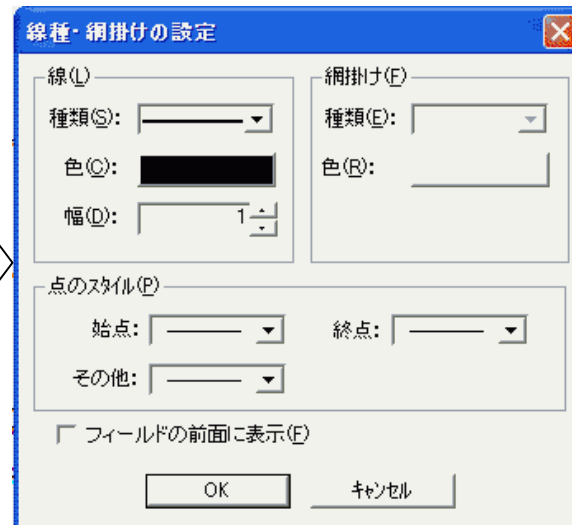 線種・網掛けの設定
線(L)
種類(S):
色(C):
幅(D): 1
網掛け(F)
種類(E):
色(R):
点のスタイル(P)
始点: 終点:
その他:
フィールドの前面に表示(F)
OK キャンセル